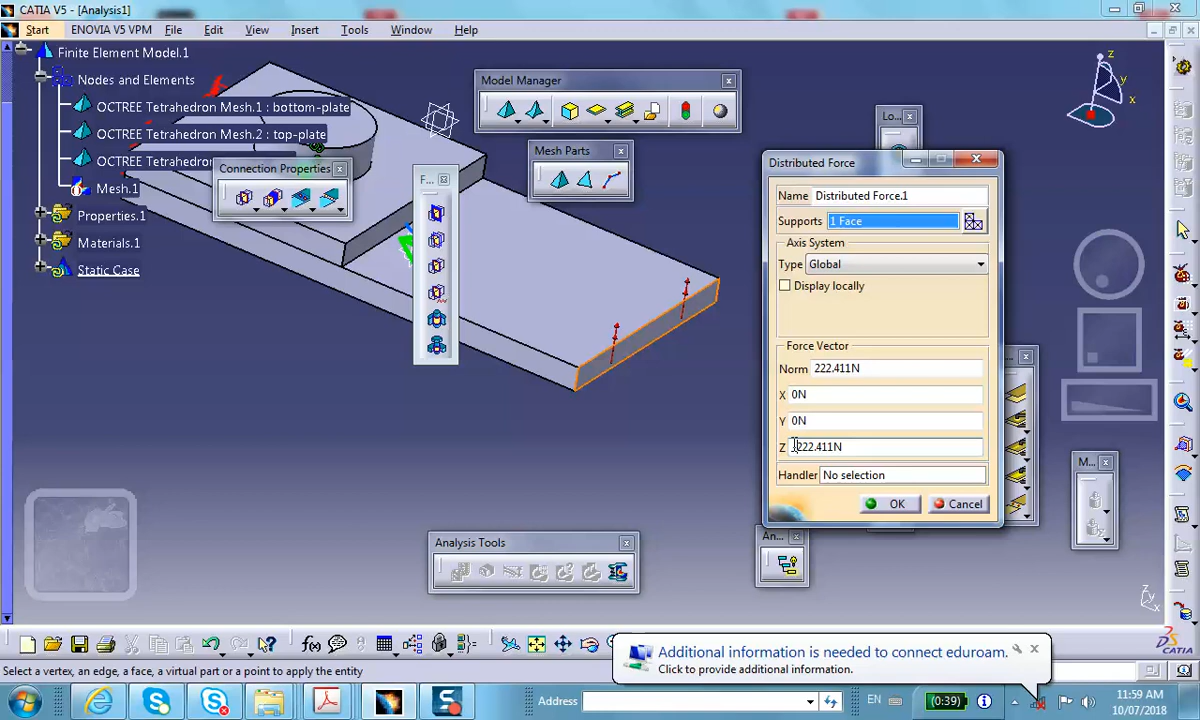 CATIA V5 - [Analysis1]
Start ENOVIA V5 VPM File Edit View Insert Tools Window Help
Finite Element Model.1
Nodes and Elements
OCTREE Tetrahedron Mesh.1 : bottom-plate
OCTREE Tetrahedron Mesh.2 : top-plate
OCTREE Tetrahedron
Mesh.1
Properties.1
Materials.1
Static Case
Connection Properties
F...
Model Manager
Mesh Parts
Lo...
z
y
x
Distributed Force
Name Distributed Force.1
Supports 1 Face
Axis System
Type Global
Display locally
Force Vector
Norm 222.411N
X 0N
Y 0N
Z 222.411N
Handler No selection
OK Cancel
M...
Analysis Tools
An...
Select a vertex, an edge, a face, a virtual part or a point to apply the entity
Additional information is needed to connect eduroam.
Click to provide additional information.
DS CATIA
Address
EN
(0:39)
11:59 AM
10/07/2018